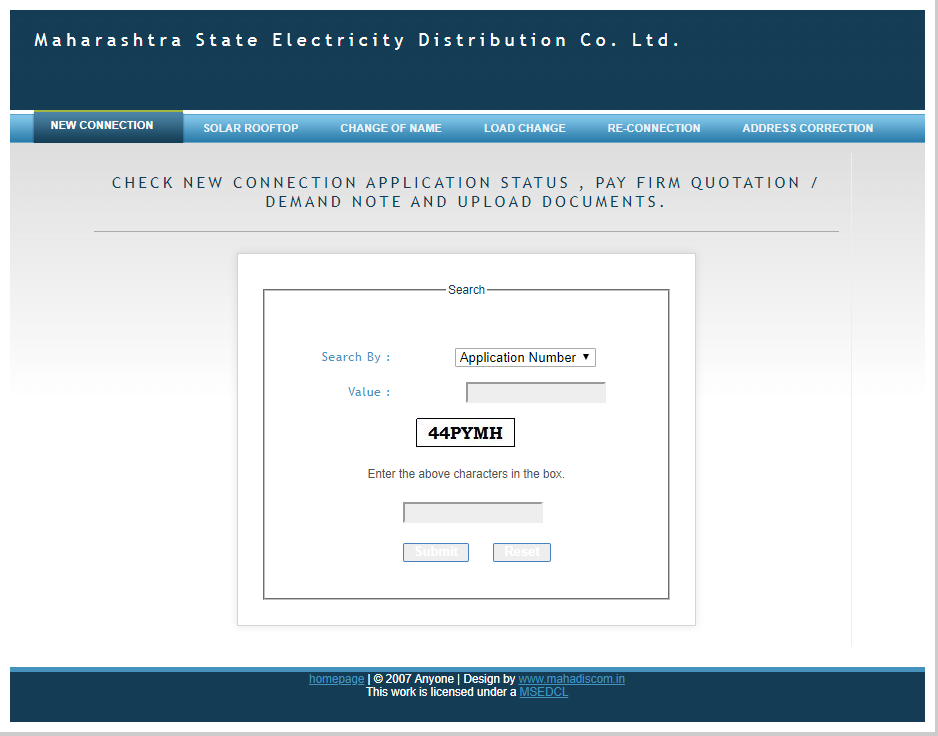 Maharashtra State Electricity Distribution Co. Ltd.
NEW CONNECTION SOLAR ROOFTOP CHANGE OF NAME LOAD CHANGE RE-CONNECTION ADDRESS CORRECTION
CHECK NEW CONNECTION APPLICATION STATUS , PAY FIRM QUOTATION /
DEMAND NOTE AND UPLOAD DOCUMENTS.
Search
Search By : Application Number
Value :
44PYMH
Enter the above characters in the box.
Submit Reset
homepage | © 2007 Anyone | Design by www.mahadiscom.in
This work is licensed under a MSEDCL